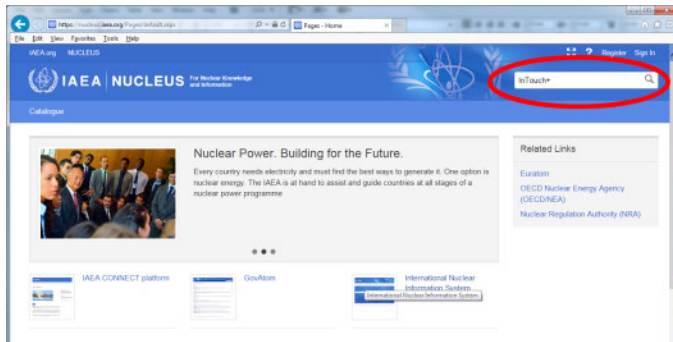 https://nucleus.iaea.org/Pages/default.aspx
Pages - Home
File Edit View Favorites Tools Help
IAEA.org NUCLEUS
? Register Sign In
IAEA NUCLEUS For Nuclear Knowledge
and Information
InTouch+
Catalogue
Nuclear Power. Building for the Future.
Every country needs electricity and must find the best ways to generate it. One option is
nuclear energy. The IAEA is at hand to assist and guide countries at all stages of a
nuclear power programme
Related Links
Euratom
OECD Nuclear Energy Agency
(OECD/NEA)
Nuclear Regulation Authority (NRA)
IAEA CONNECT platform
GovAtom
International Nuclear
Information System
International Nuclear Information System